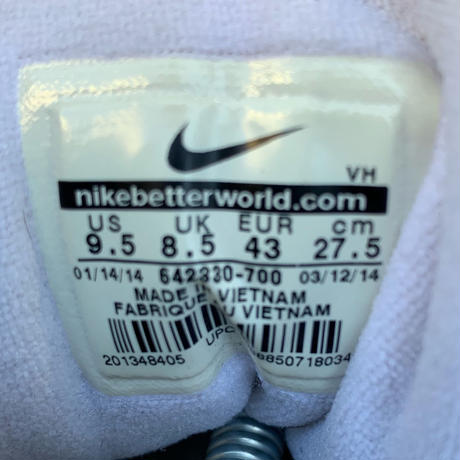 VH
nikebetterworld.com
US UK EUR cm
9.5 8.5 43 27.5
01/14/14 642330-700 03/12/14
MADE IN VIETNAM
FABRIQUE AU VIETNAM
201348405 UPC